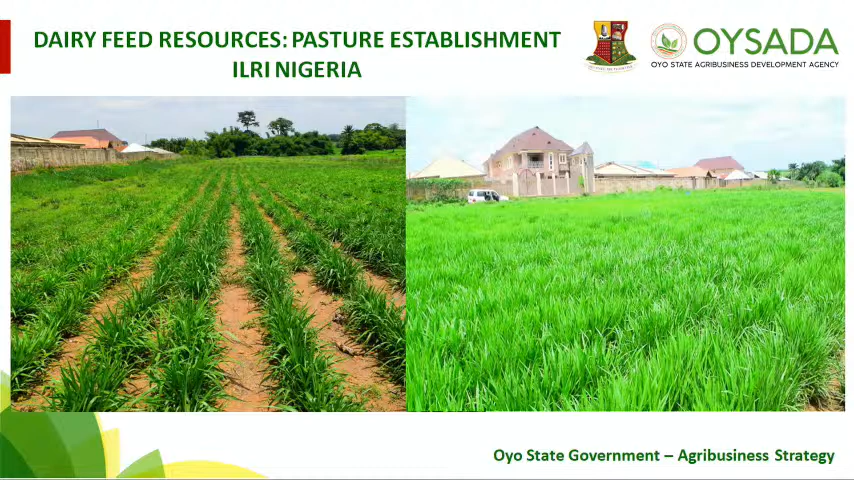 DAIRY FEED RESOURCES: PASTURE ESTABLISHMENT
ILRI NIGERIA
OYSADA
OYO STATE AGRIBUSINESS DEVELOPMENT AGENCY
Oyo State Government – Agribusiness Strategy